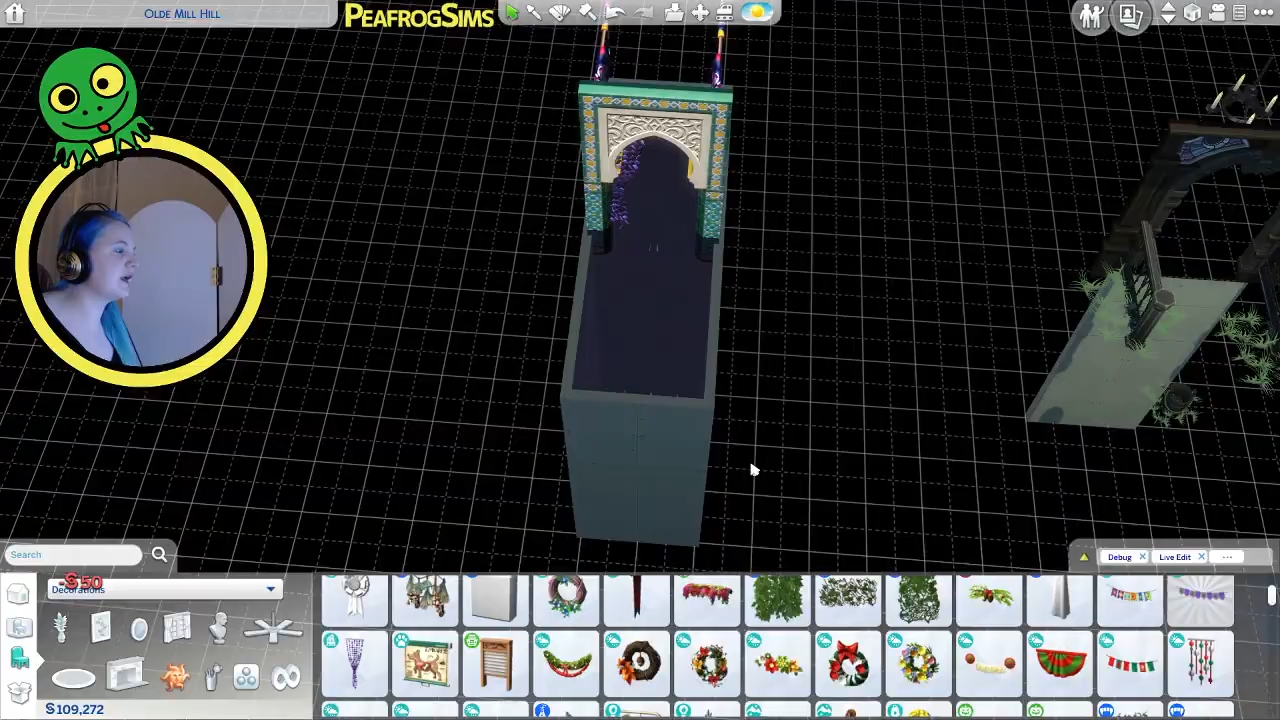 OLDE MILL HILL
PEAFROGSIMS
Search
-§50
Decorations
Debug
Live Edit
...
§109,272